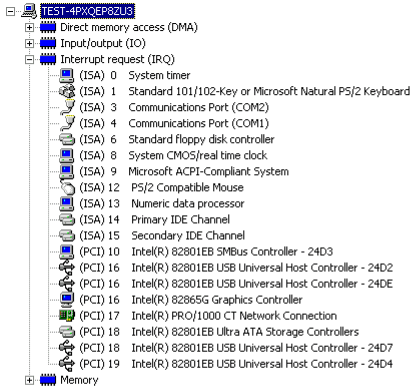 TEST-4PXQEP8ZU3
Direct memory access (DMA)
Input/output (IO)
Interrupt request (IRQ)
(ISA) 0 System timer
(ISA) 1 Standard 101/102-Key or Microsoft Natural PS/2 Keyboard
(ISA) 3 Communications Port (COM2)
(ISA) 4 Communications Port (COM1)
(ISA) 6 Standard floppy disk controller
(ISA) 8 System CMOS/real time clock
(ISA) 9 Microsoft ACPI-Compliant System
(ISA) 12 PS/2 Compatible Mouse
(ISA) 13 Numeric data processor
(ISA) 14 Primary IDE Channel
(ISA) 15 Secondary IDE Channel
(PCI) 10 Intel(R) 82801EB SMBus Controller - 24D3
(PCI) 16 Intel(R) 82801EB USB Universal Host Controller - 24D2
(PCI) 16 Intel(R) 82801EB USB Universal Host Controller - 24DE
(PCI) 16 Intel(R) 82865G Graphics Controller
(PCI) 17 Intel(R) PRO/1000 CT Network Connection
(PCI) 18 Intel(R) 82801EB Ultra ATA Storage Controllers
(PCI) 18 Intel(R) 82801EB USB Universal Host Controller - 24D7
(PCI) 19 Intel(R) 82801EB USB Universal Host Controller - 24D4
Memory